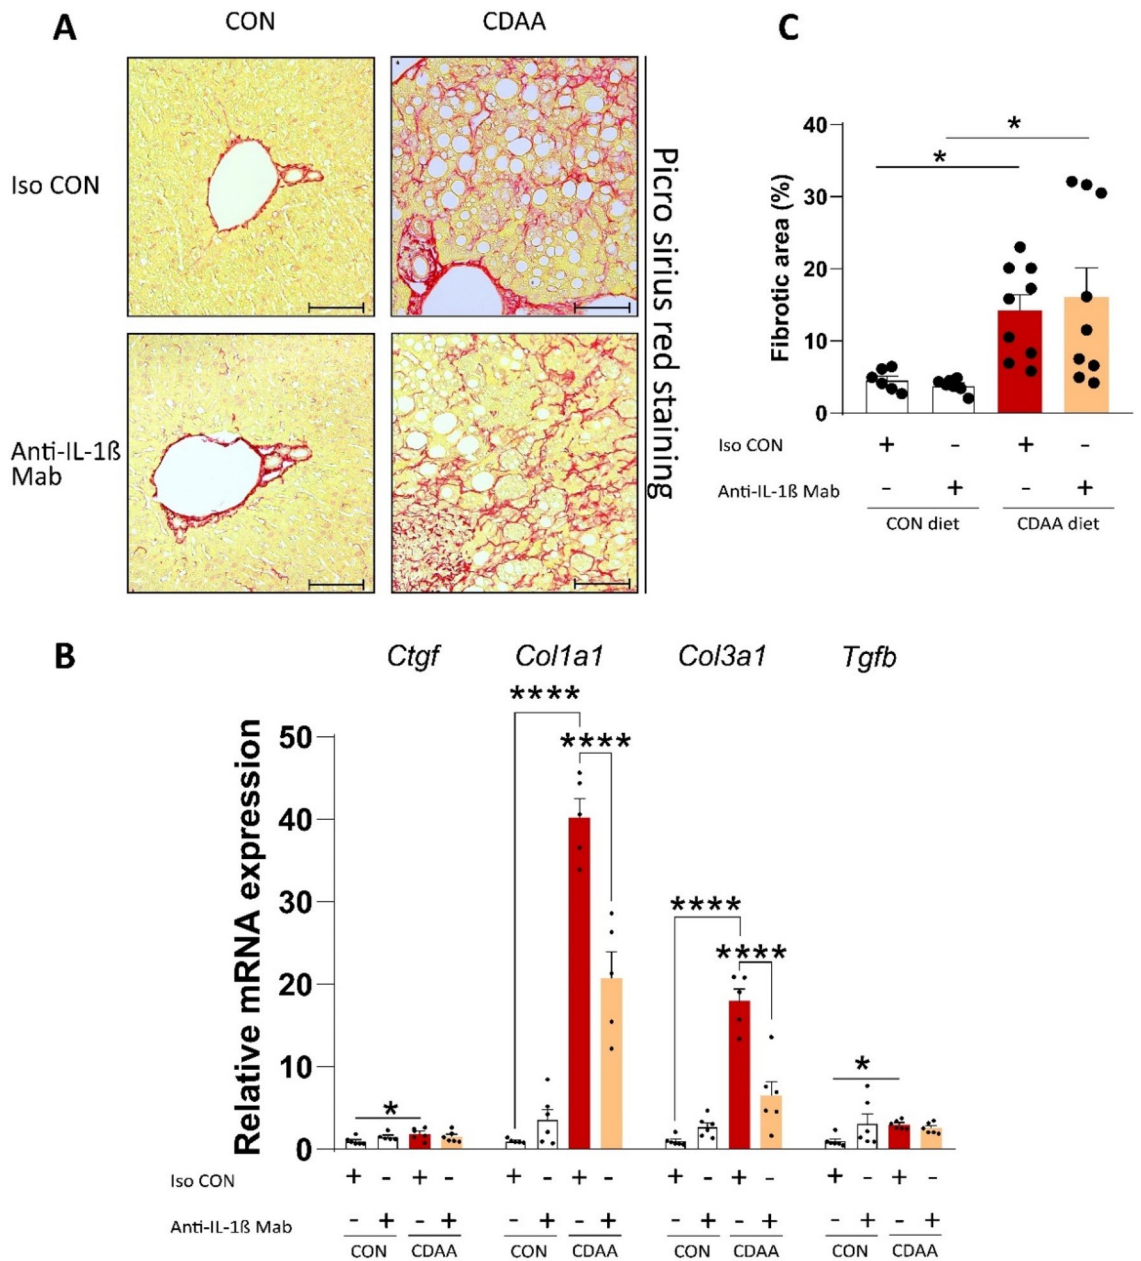 A
CON
CDAA
Iso CON
Anti-IL-1ß
Mab
Picro sirius red staining
C
Fibrotic area (%)
40
30
20
10
0
*
*
Iso CON + - + -
Anti-IL-1ß Mab - + - +
CON diet CDAA diet
B
Ctgf Col1a1 Col3a1 Tgfb
Relative mRNA expression
50
40
30
20
10
0
*
****
****
****
****
*
Iso CON + - + - + - + - + - + - + - + -
Anti-IL-1ß Mab - + - + - + - + - + - + - + - +
CON CDAA CON CDAA CON CDAA CON CDAA